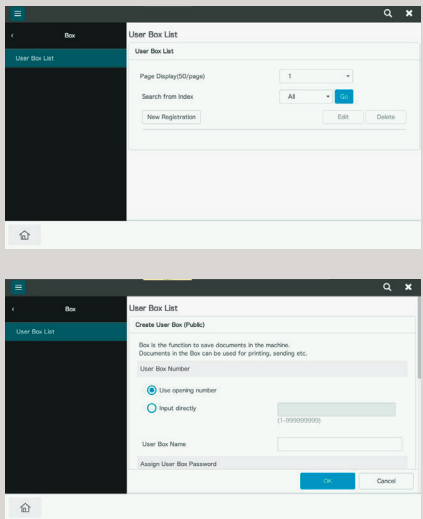 Box
User Box List
User Box List
User Box List
Page Display(50/page)
1
Search from Index
All
Go
New Registration
Edit
Delete
Box
User Box List
User Box List
Create User Box (Public)
Box is the function to save documents in the machine.
Documents in the Box can be used for printing, sending etc.
User Box Number
Use opening number
Input directly
(1-999999999)
User Box Name
Assign User Box Password
OK
Cancel